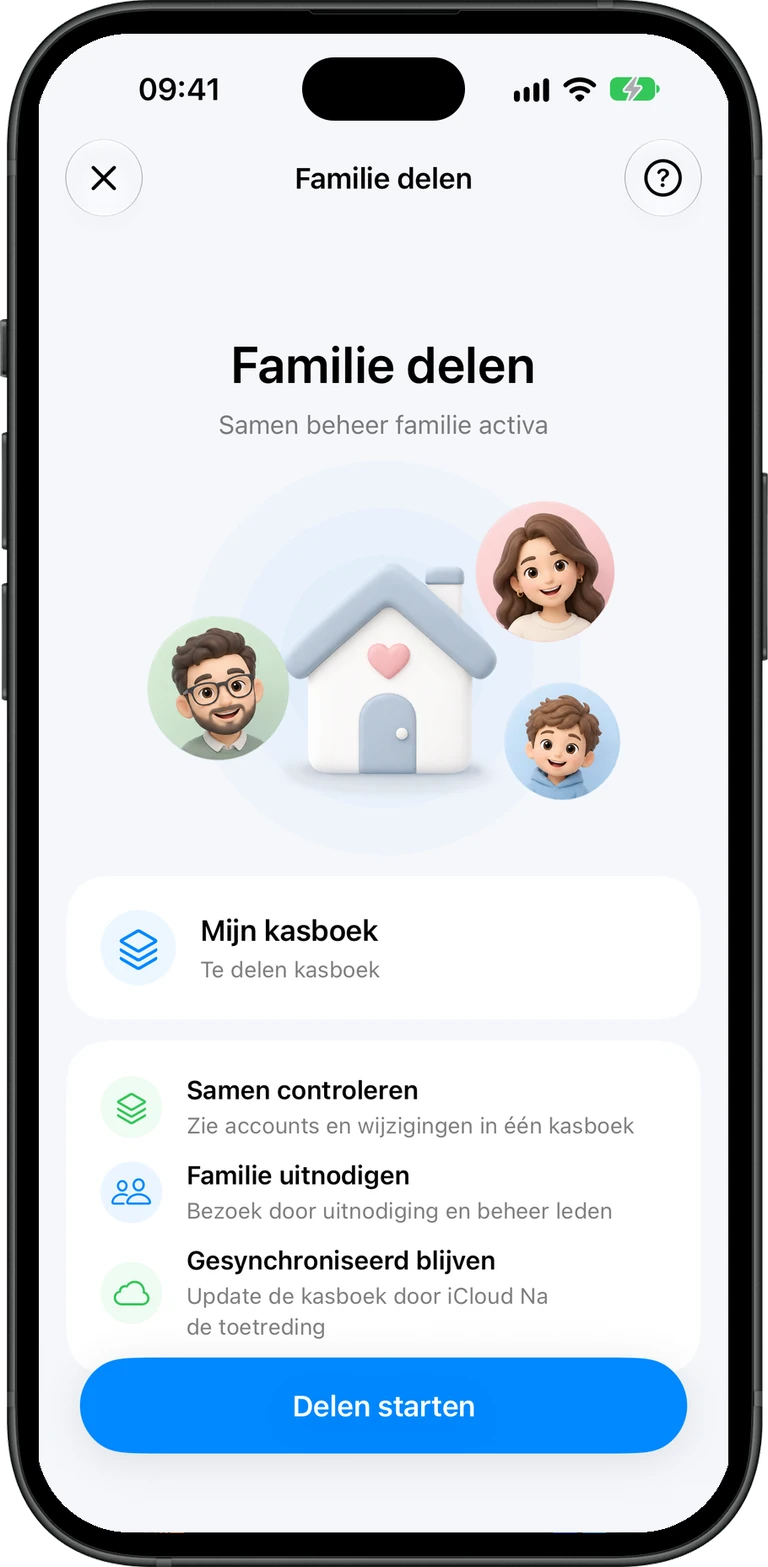 09:41
Familie delen
Familie delen
Samen beheer familie activa
Mijn kasboek
Te delen kasboek
Samen controleren
Zie accounts en wijzigingen in één kasboek
Familie uitnodigen
Bezoek door uitnodiging en beheer leden
Gesynchroniseerd blijven
Update de kasboek door iCloud Na
de toetreding
Delen starten